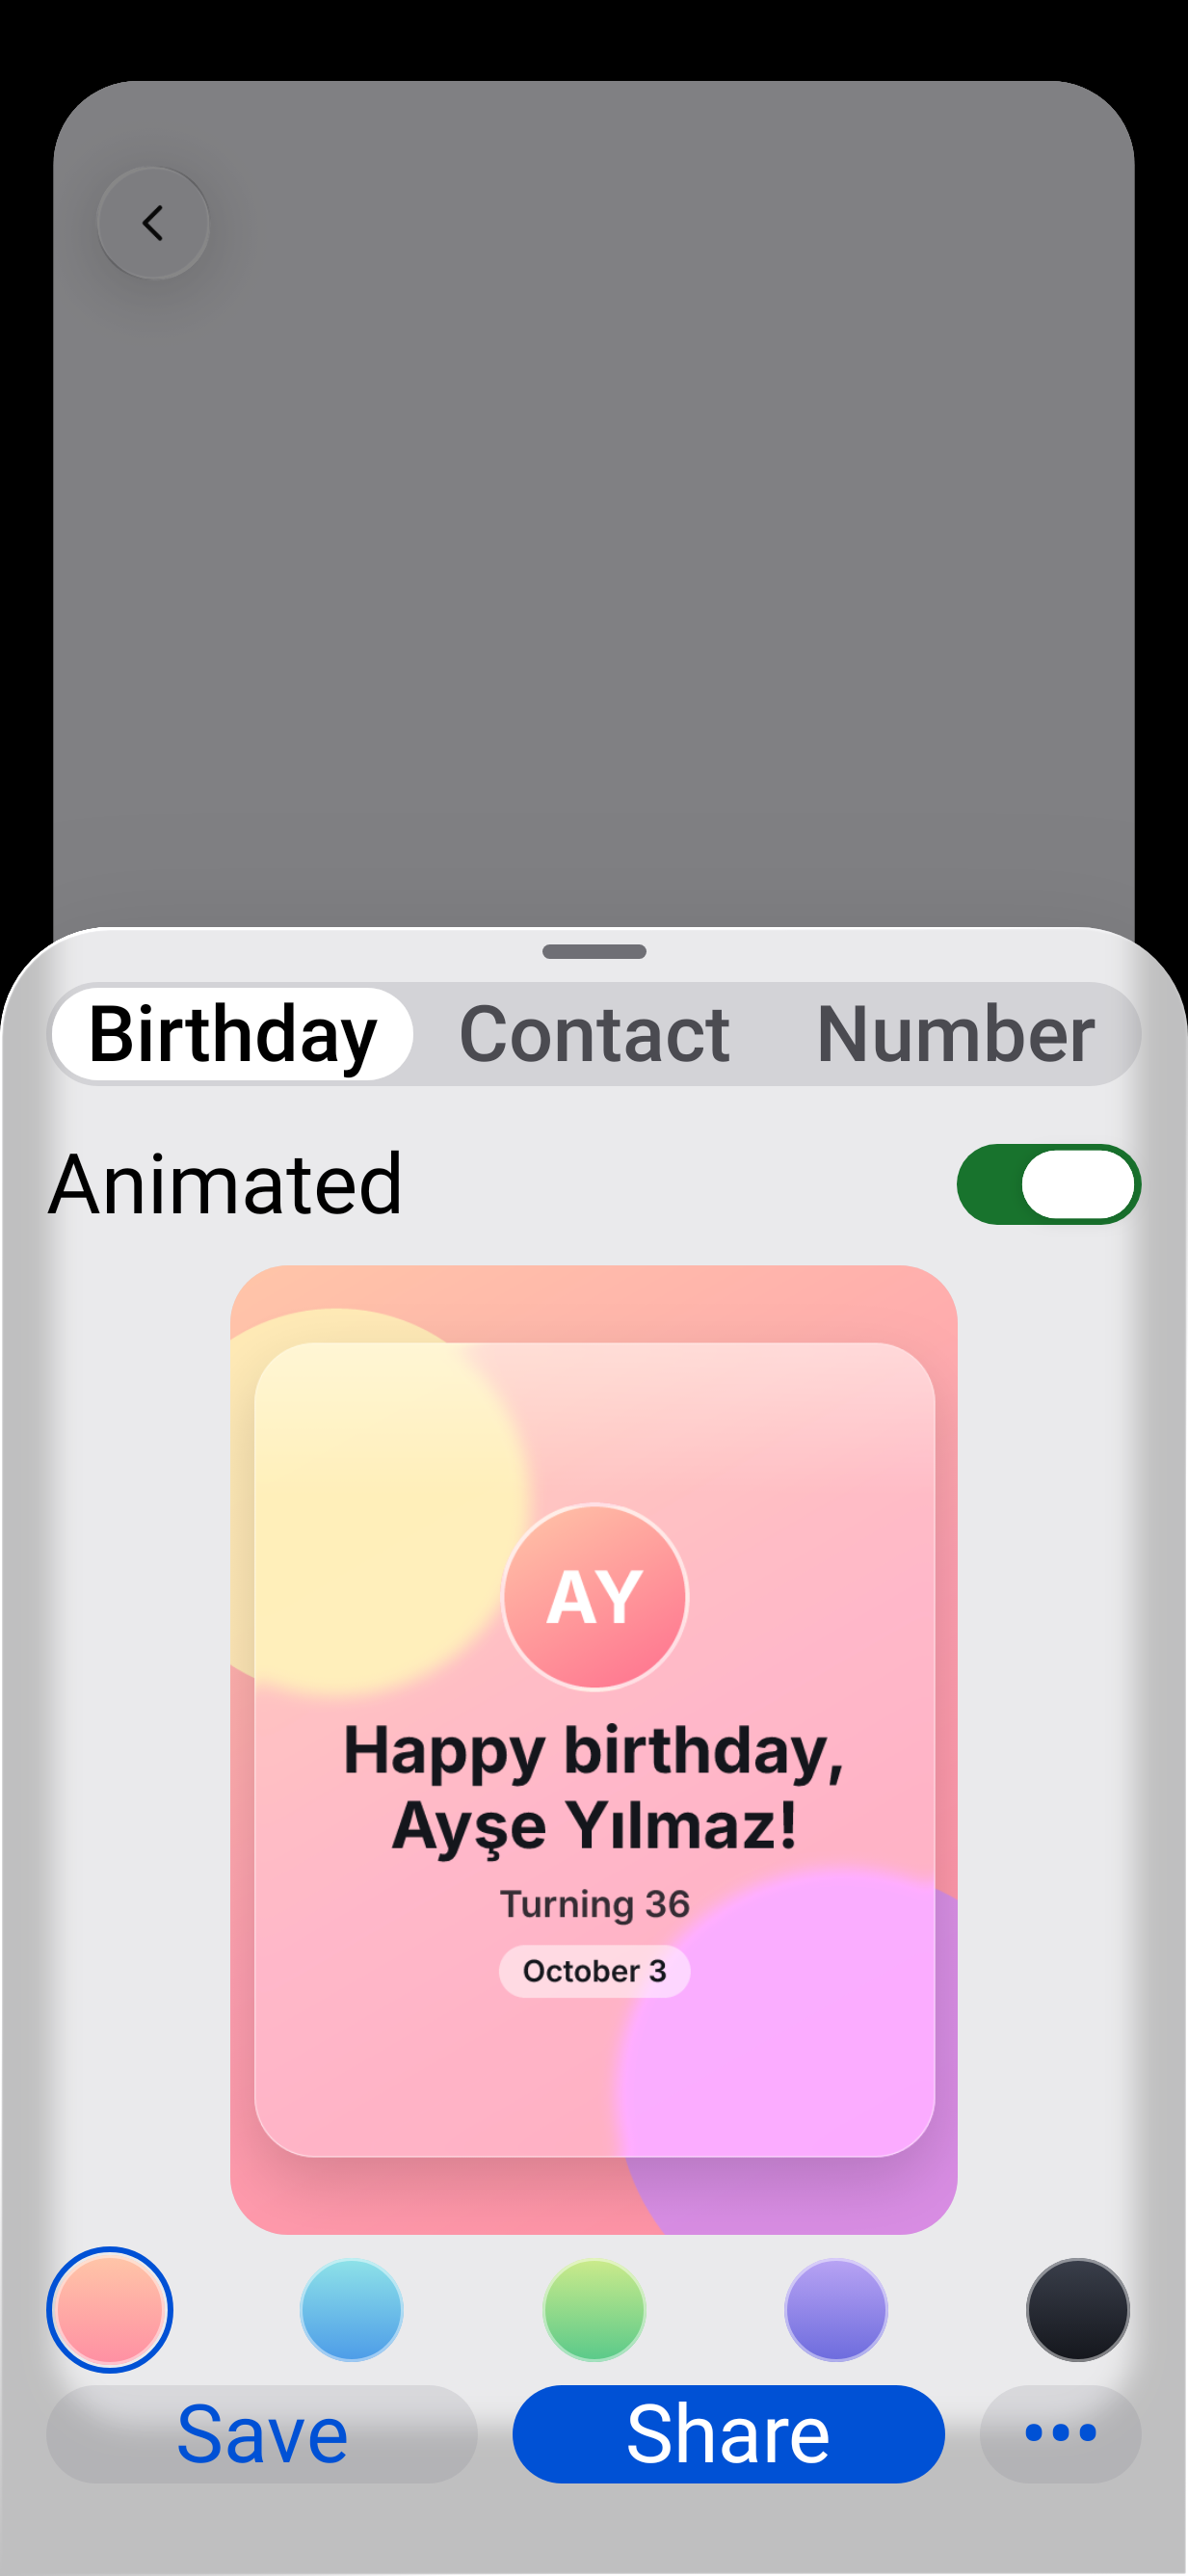 Birthday Contact Number
Animated
AY
Happy birthday,
Ayşe Yılmaz!
Turning 36
October 3
Save Share